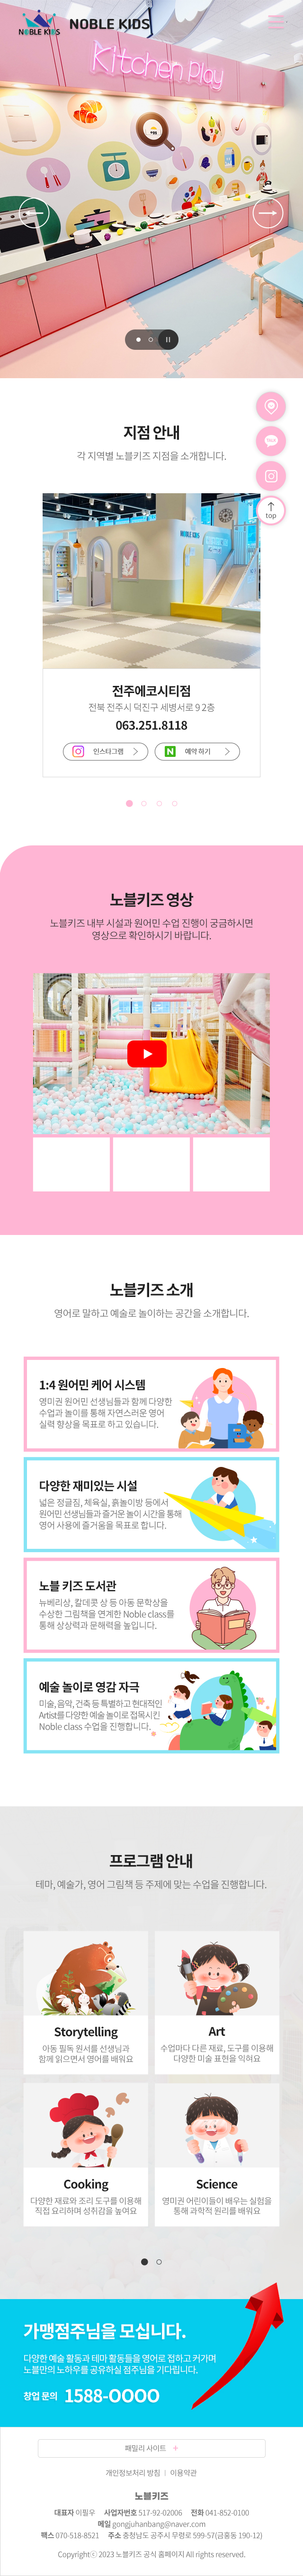 NOBLE KIDS
NOBLE KIDS
Kitchen Play
지점 안내
각 지역별 노블키즈 지점을 소개합니다.
top
NOBLE KIDS
전주에코시티점
전북 전주시 덕진구 세병서로 9 2층
063.251.8118
인스타그램
예약 하기
노블키즈 영상
노블키즈 내부 시설과 원어민 수업 진행이 궁금하시면
영상으로 확인하시기 바랍니다.
노블키즈 소개
영어로 말하고 예술로 놀이하는 공간을 소개합니다.
1:4 원어민 케어 시스템
영미권 원어민 선생님들과 함께 다양한
수업과 놀이를 통해 자연스러운 영어
실력 향상을 목표로 하고 있습니다.
다양한 재미있는 시설
넓은 정글짐, 체육실, 흙놀이방 등에서
원어민 선생님들과 즐거운 놀이 시간을 통해
영어 사용에 즐거움을 목표로 합니다.
노블 키즈 도서관
뉴베리상, 칼데콧 상 등 아동 문학상을
수상한 그림책을 연계한 Noble class를
통해 상상력과 문해력을 높입니다.
예술 놀이로 영감 자극
미술, 음악, 건축 등 특별하고 현대적인
Artist를 다양한 예술 놀이로 접목시킨
Noble class 수업을 진행합니다.
프로그램 안내
테마, 예술가, 영어 그림책 등 주제에 맞는 수업을 진행합니다.
Storytelling
아동 필독 원서를 선생님과
함께 읽으면서 영어를 배워요
Art
수업마다 다른 재료, 도구를 이용해
다양한 미술 표현을 익혀요
Cooking
다양한 재료와 조리 도구를 이용해
직접 요리하며 성취감을 높여요
Science
영미권 어린이들이 배우는 실험을
통해 과학적 원리를 배워요
가맹점주님을 모십니다.
다양한 예술 활동과 테마 활동들을 영어로 접하고 커가며
노블만의 노하우를 공유하실 점주님을 기다립니다.
창업 문의 1588-OOOO
패밀리 사이트 +
개인정보처리 방침 | 이용약관
노블키즈
대표자 이필우 사업자번호 517-92-02006 전화 041-852-0100
메일 gongjuhanbang@naver.com
팩스 070-518-8521 주소 충청남도 공주시 무령로 599-57(금흥동 190-12)
Copyrightⓒ 2023 노블키즈 공식 홈페이지 All rights reserved.